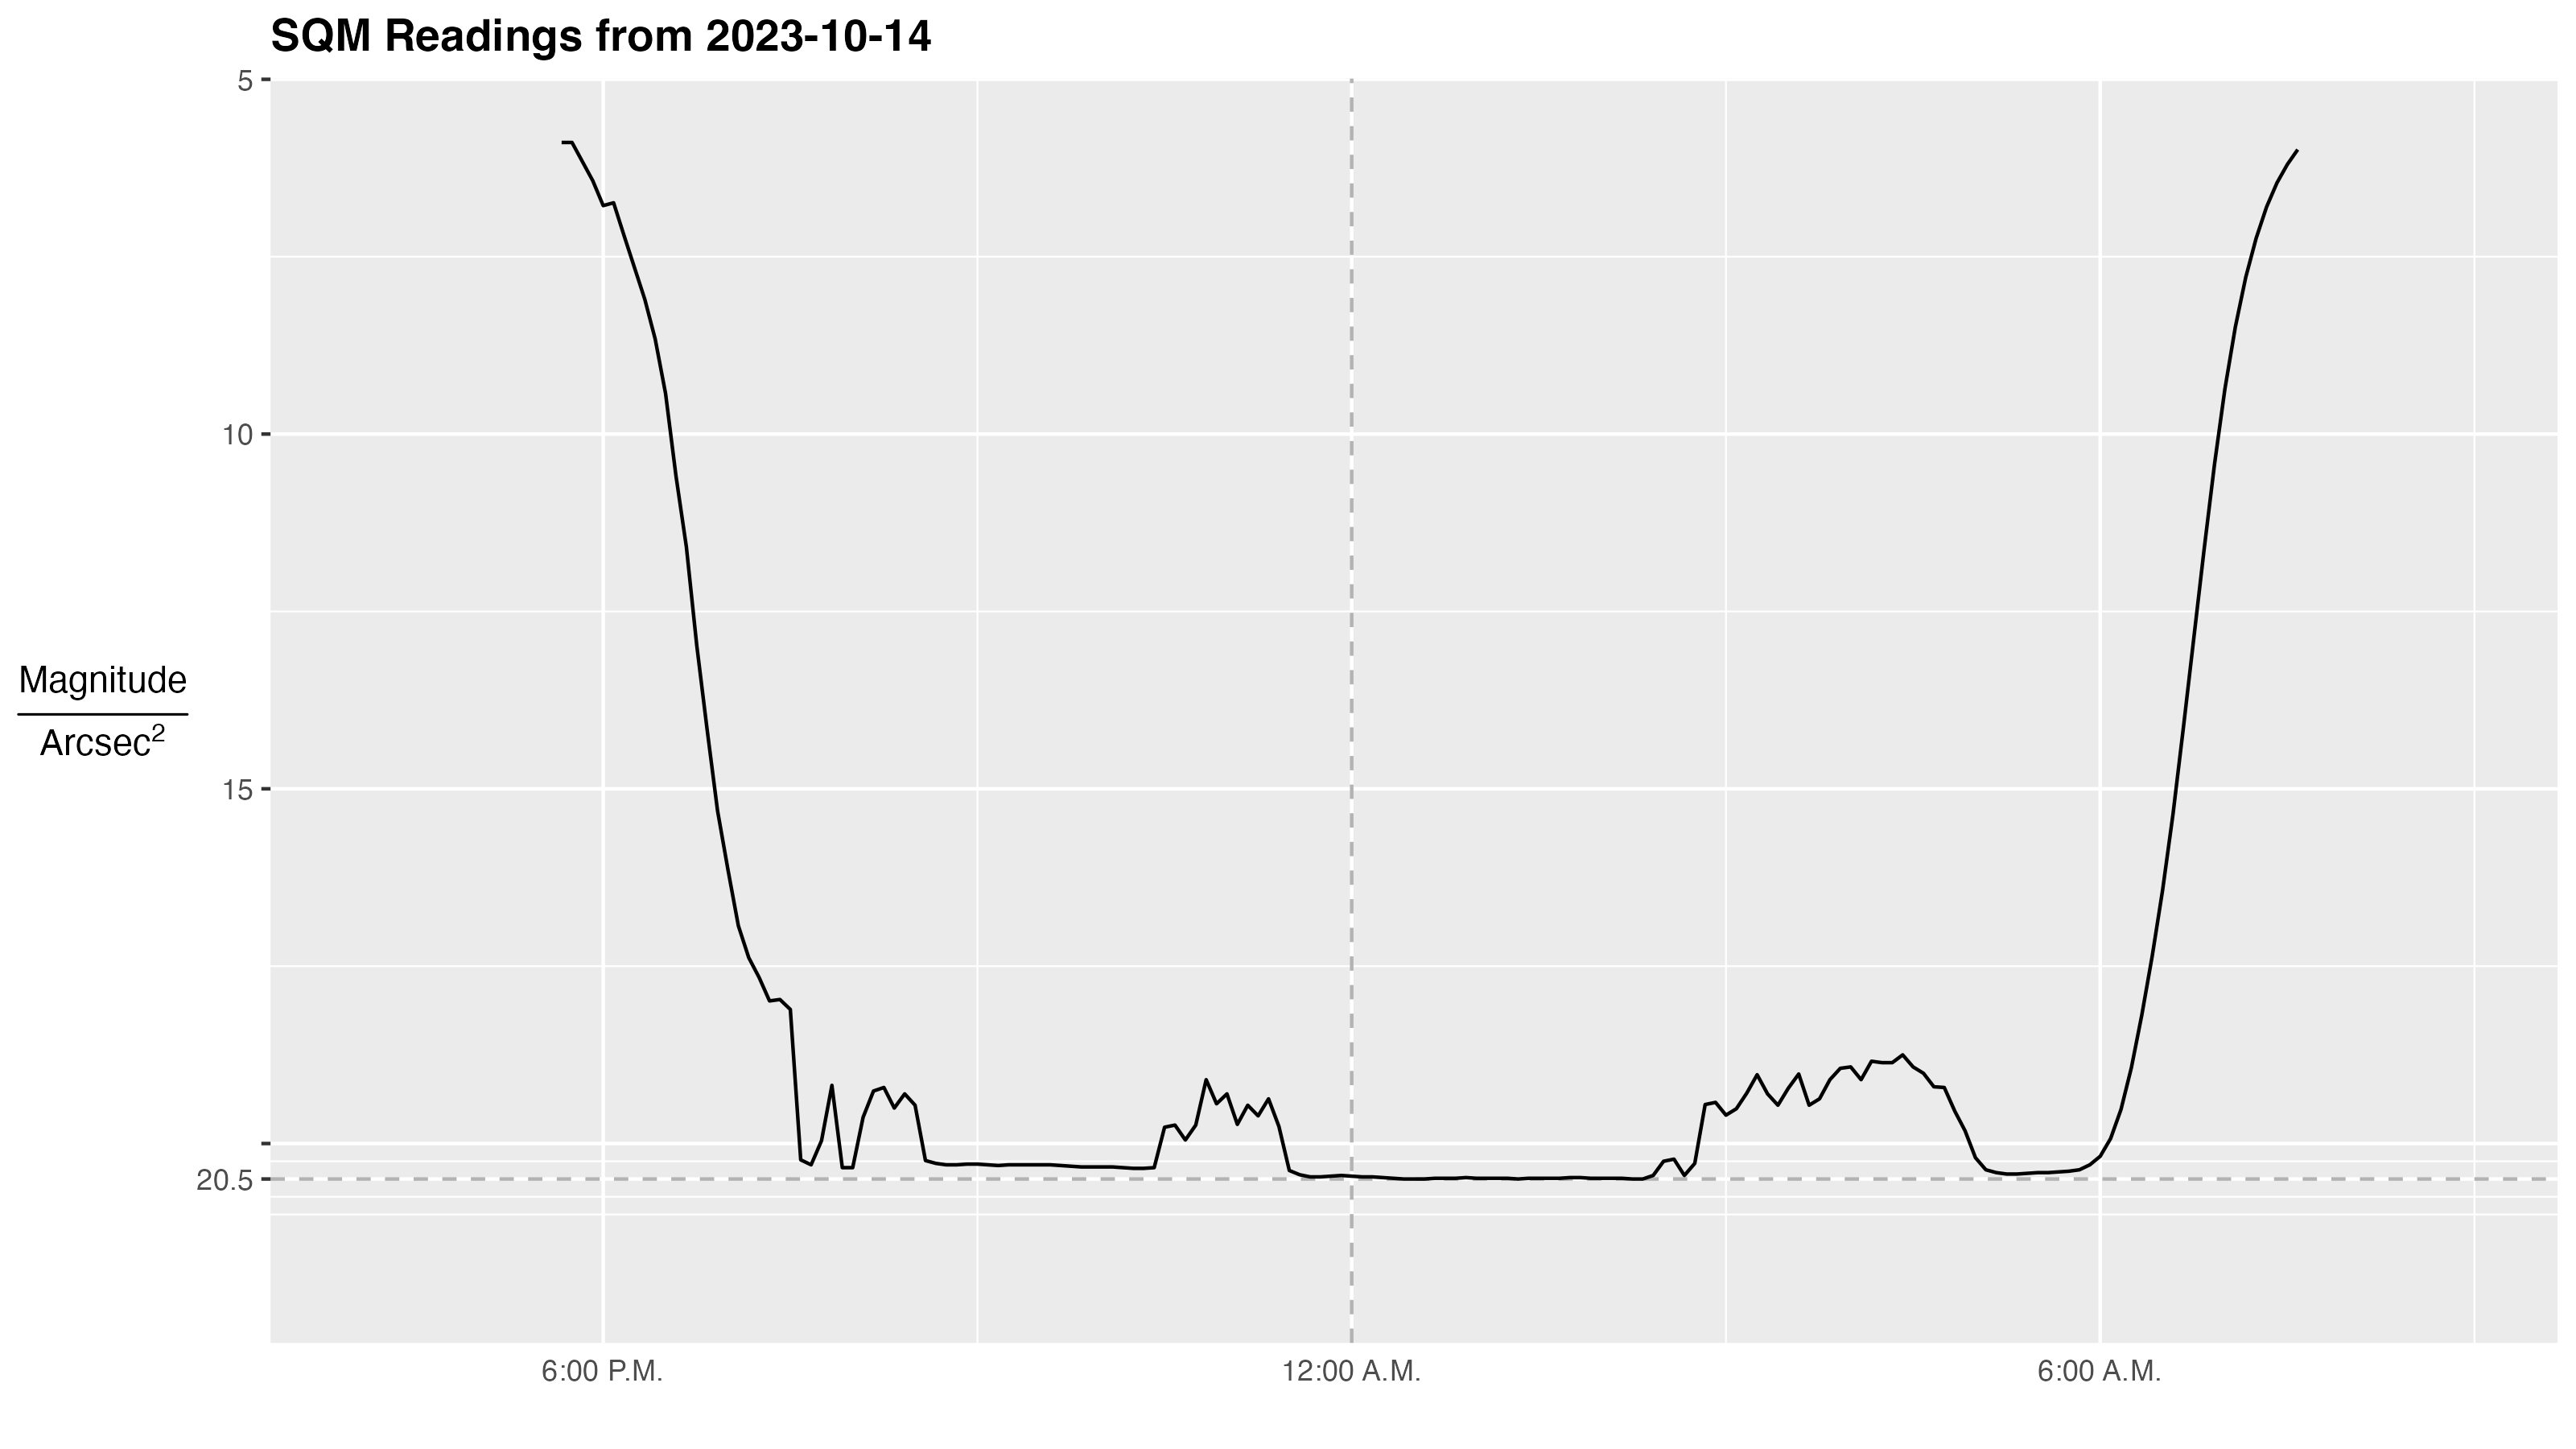 SQM Readings from 2023-10-14
5
10
15
20.5
Magnitude
Arcsec²
6:00 P.M.
12:00 A.M.
6:00 A.M.